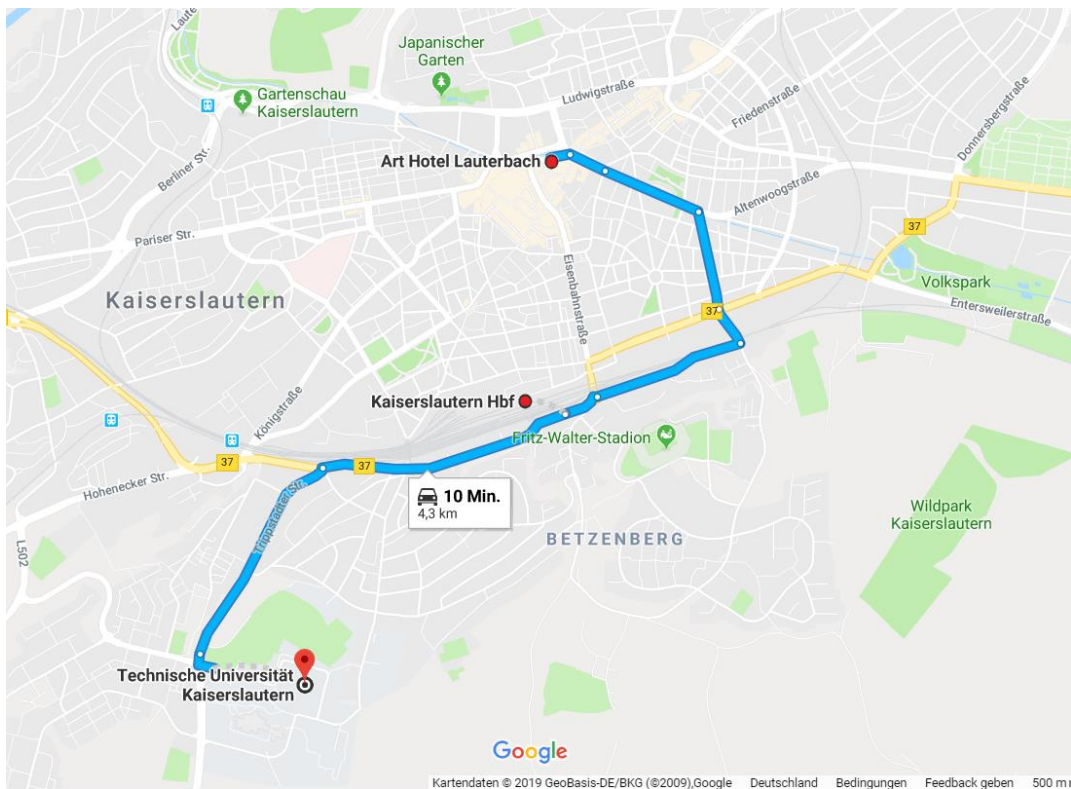 Laute
Japanischer
Garten
Gartenschau
Kaiserslautern
Ludwigstraße
Friedenstraße
Donnersbergstraße
Berliner Str.
Art Hotel Lauterbach
Altenwoogstraße
Pariser Str.
37
Eisenbahnstraße
Volkspark
Kaiserslautern
Entersweilerstraße
37
Kaiserslautern Hbf
Königstraße
Fritz-Walter-Stadion
37
37
Hohenecker Str.
10 Min.
4,3 km
Trippstadter Str.
Wildpark
Kaiserslautern
BETZENBERG
L502
Technische Universität
Kaiserslautern
Google
Kartendaten © 2019 GeoBasis-DE/BKG (©2009),Google Deutschland Bedingungen Feedback geben 500 m